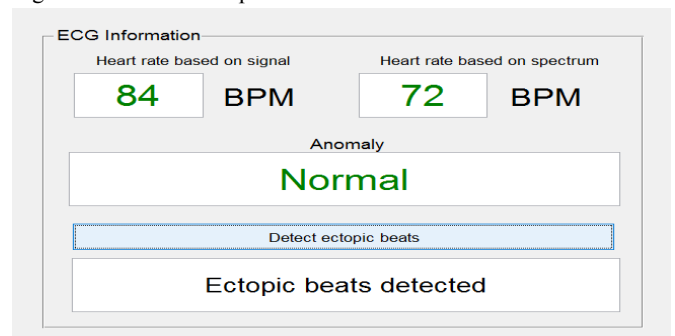 ECG Information
Heart rate based on signal Heart rate based on spectrum
84 BPM 72 BPM
Anomaly
Normal
Detect ectopic beats
Ectopic beats detected